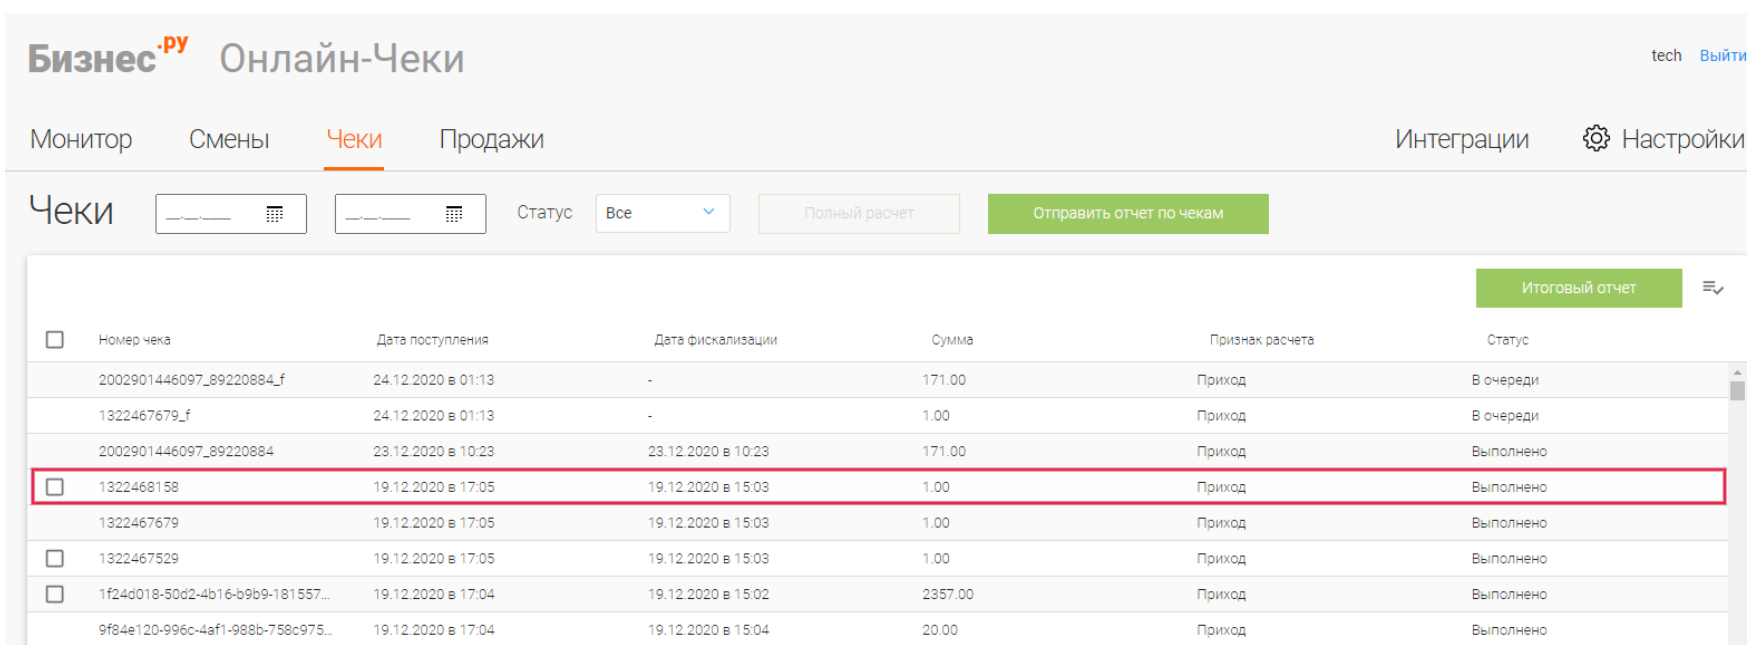 Бизнес.ру Онлайн-Чеки tech Выйти
Монитор Смены Чеки Продажи Интеграции Настройки
Чеки __.__.____ __.__.____ Статус Все Полный расчет Отправить отчет по чекам
Итоговый отчет
Номер чека Дата поступления Дата фискализации Сумма Признак расчета Статус
2002901446097_89220884_f 24.12.2020 в 01:13 - 171.00 Приход В очереди
1322467679_f 24.12.2020 в 01:13 - 1.00 Приход В очереди
2002901446097_89220884 23.12.2020 в 10:23 23.12.2020 в 10:23 171.00 Приход Выполнено
1322468158 19.12.2020 в 17:05 19.12.2020 в 15:03 1.00 Приход Выполнено
1322467679 19.12.2020 в 17:05 19.12.2020 в 15:03 1.00 Приход Выполнено
1322467529 19.12.2020 в 17:05 19.12.2020 в 15:03 1.00 Приход Выполнено
1f24d018-50d2-4b16-b9b9-181557... 19.12.2020 в 17:04 19.12.2020 в 15:02 2357.00 Приход Выполнено
9f84e120-996c-4af1-988b-758c975... 19.12.2020 в 17:04 19.12.2020 в 15:04 20.00 Приход Выполнено